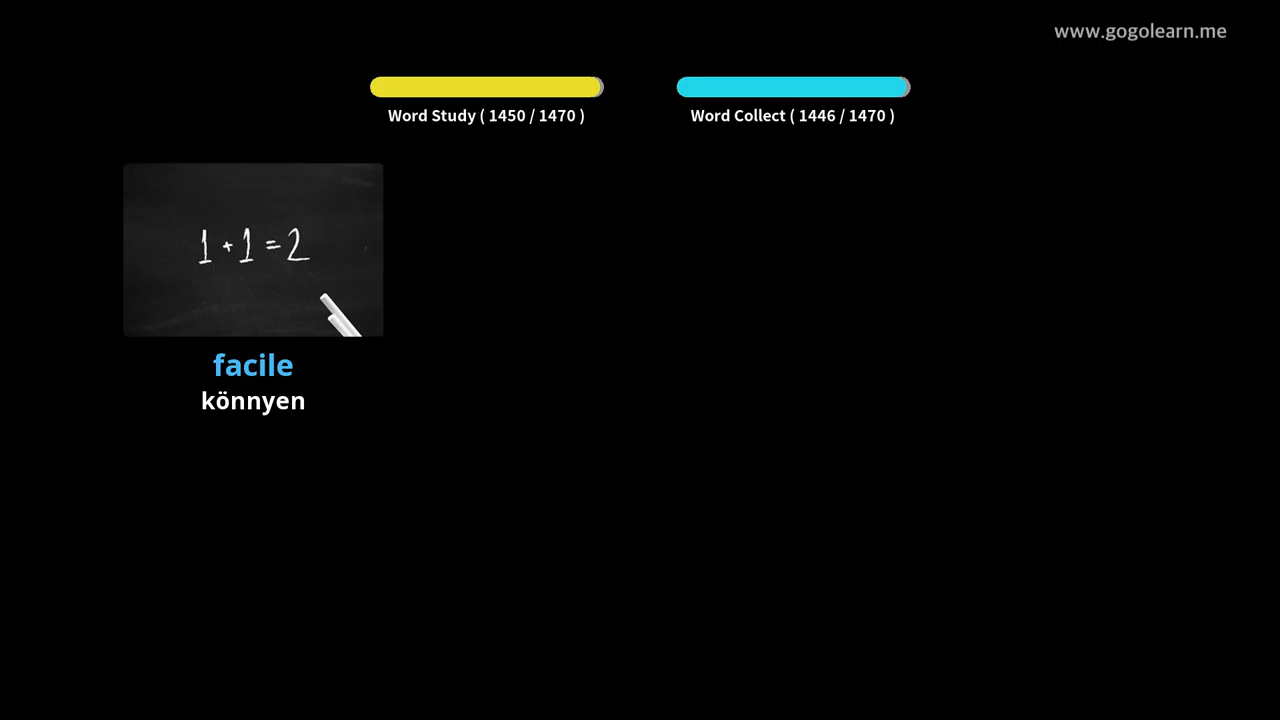 www.gogolearn.me
Word Study ( 1450 / 1470 )
Word Collect ( 1446 / 1470 )
1 + 1 = 2
facile
könnyen